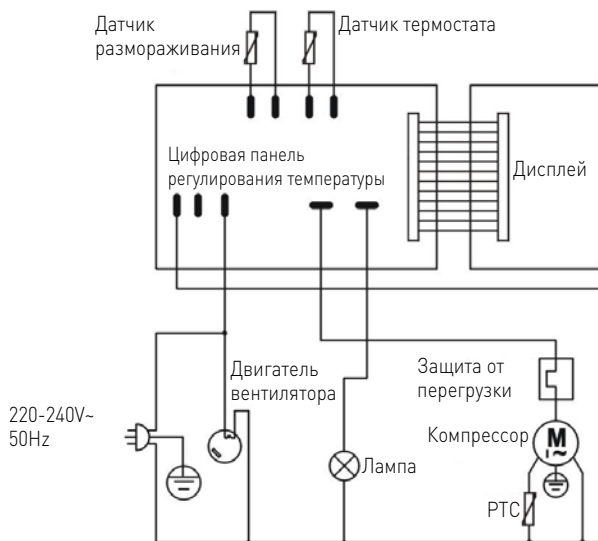 Датчик
размораживания
Датчик термостата
Цифровая панель
регулирования температуры
Дисплей
Двигатель
вентилятора
Защита от
перегрузки
220-240V~
50Hz
Компрессор
M
1~
Лампа
PTC